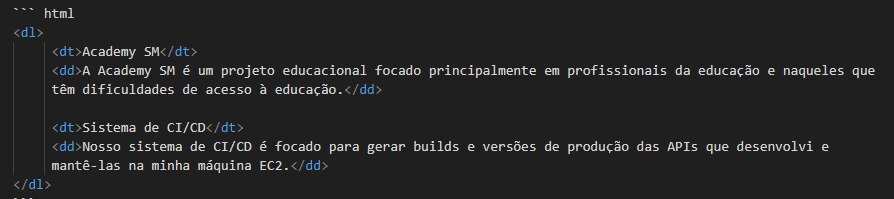 ``` html
<dl>
<dt>Academy SM</dt>
<dd>A Academy SM é um projeto educacional focado principalmente em profissionais da educação e naqueles que
têm dificuldades de acesso à educação.</dd>
<dt>Sistema de CI/CD</dt>
<dd>Nosso sistema de CI/CD é focado para gerar builds e versões de produção das APIs que desenvolvi e
mantê-las na minha máquina EC2.</dd>
</dl>
```